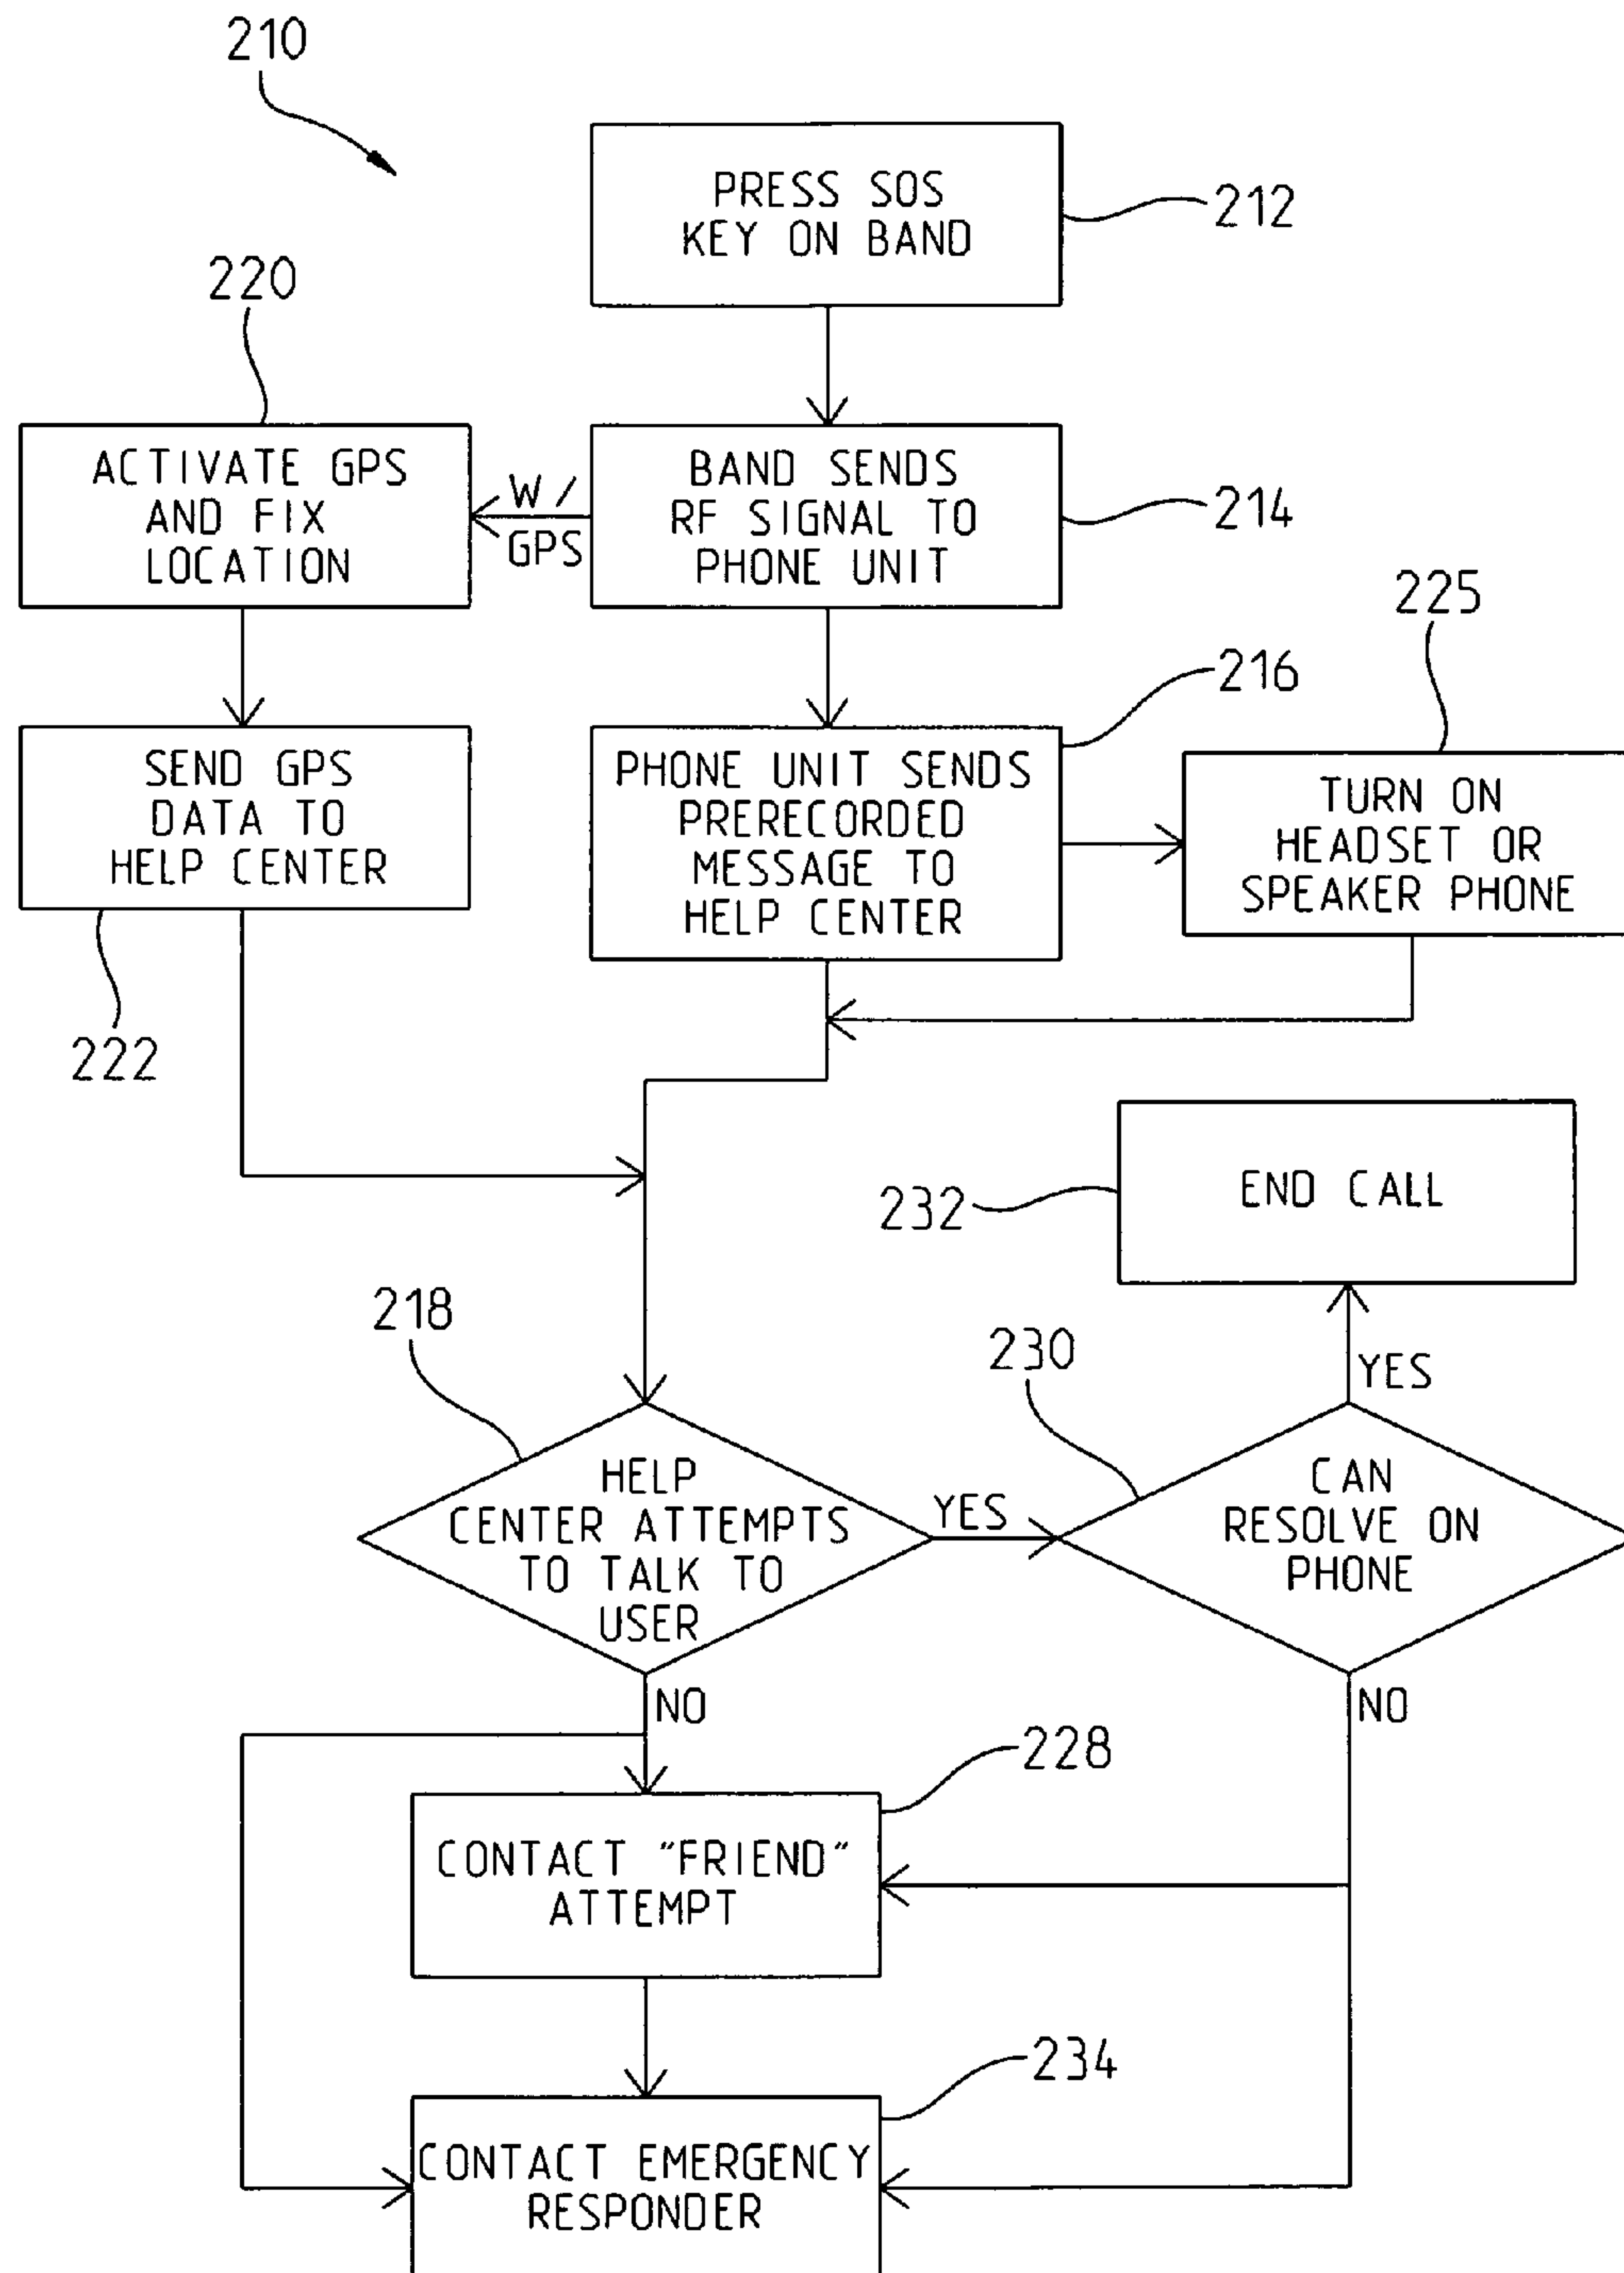 210
PRESS SOS
KEY ON BAND
212
220
ACTIVATE GPS
AND FIX
LOCATION
W/
GPS
BAND SENDS
RF SIGNAL TO
PHONE UNIT
214
225
216
SEND GPS
DATA TO
HELP CENTER
222
PHONE UNIT SENDS
PRERECORDED
MESSAGE TO
HELP CENTER
TURN ON
HEADSET OR
SPEAKER PHONE
END CALL
232
218
230
YES
HELP
CENTER ATTEMPTS
TO TALK TO
USER
YES
CAN
RESOLVE ON
PHONE
NO
NO
228
CONTACT "FRIEND"
ATTEMPT
234
CONTACT EMERGENCY
RESPONDER